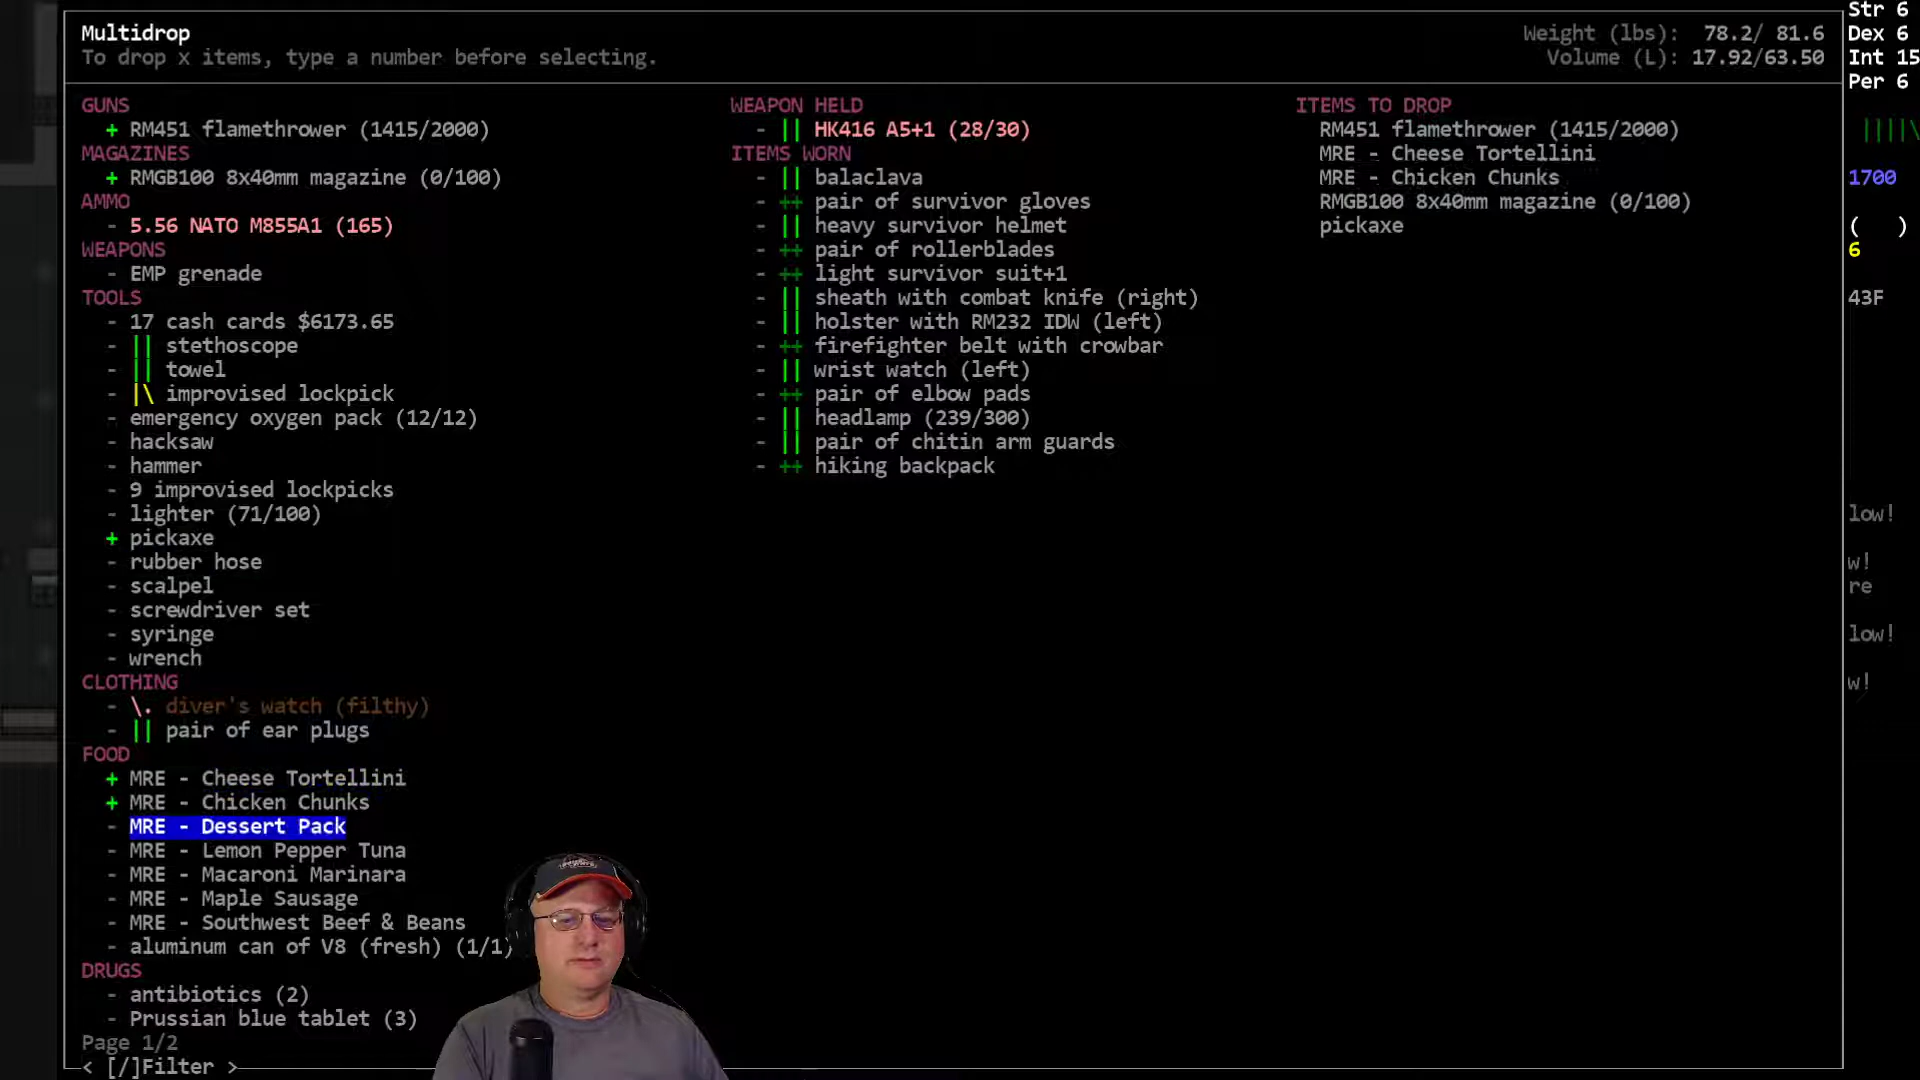 Multidrop
To drop x items, type a number before selecting.
Weight (lbs): 78.2/ 81.6
Volume (L): 17.92/63.50
GUNS
+ RM451 flamethrower (1415/2000)
MAGAZINES
+ RMGB100 8x40mm magazine (0/100)
AMMO
- 5.56 NATO M855A1 (165)
WEAPONS
- EMP grenade
TOOLS
- 17 cash cards $6173.65
- || stethoscope
- || towel
- |\ improvised lockpick
- emergency oxygen pack (12/12)
- hacksaw
- hammer
- 9 improvised lockpicks
- lighter (71/100)
+ pickaxe
- rubber hose
- scalpel
- screwdriver set
- syringe
- wrench
CLOTHING
- \. diver's watch (filthy)
- || pair of ear plugs
FOOD
+ MRE - Cheese Tortellini
+ MRE - Chicken Chunks
- MRE - Dessert Pack
- MRE - Lemon Pepper Tuna
- MRE - Macaroni Marinara
- MRE - Maple Sausage
- MRE - Southwest Beef & Beans
- aluminum can of V8 (fresh) (1/1)
DRUGS
- antibiotics (2)
- Prussian blue tablet (3)
Page 1/2
< [/]Filter >
WEAPON HELD
- || HK416 A5+1 (28/30)
ITEMS WORN
- || balaclava
- ++ pair of survivor gloves
- || heavy survivor helmet
- ++ pair of rollerblades
- ++ light survivor suit+1
- || sheath with combat knife (right)
- || holster with RM232 IDW (left)
- ++ firefighter belt with crowbar
- || wrist watch (left)
- ++ pair of elbow pads
- || headlamp (239/300)
- || pair of chitin arm guards
- ++ hiking backpack
ITEMS TO DROP
RM451 flamethrower (1415/2000)
MRE - Cheese Tortellini
MRE - Chicken Chunks
RMGB100 8x40mm magazine (0/100)
pickaxe
Str 6
Dex 6
Int 15
Per 6
||||\
1700
( )
6
43F
low!
w!
re
low!
w!